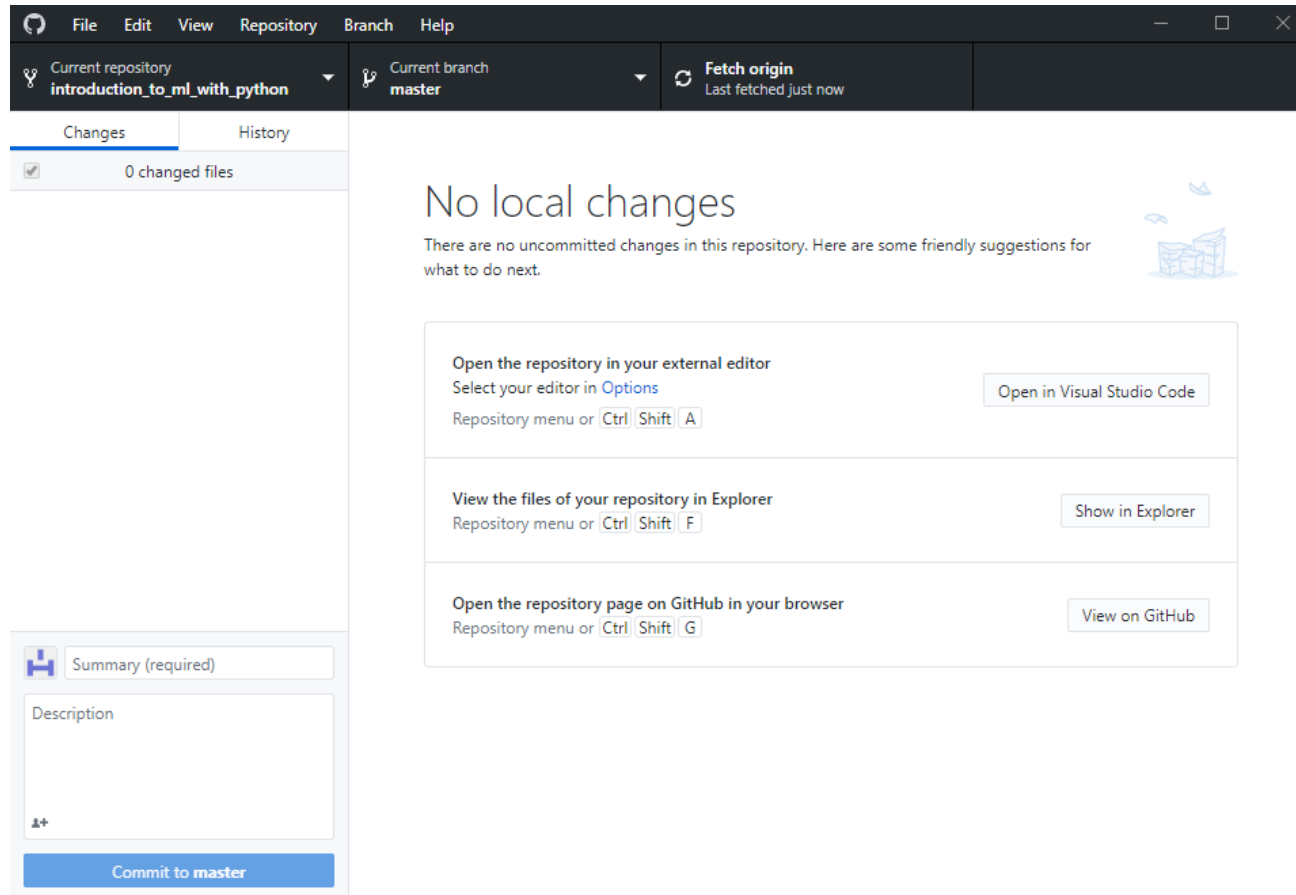 File Edit View Repository Branch Help
Current repository
introduction_to_ml_with_python
Current branch
master
Fetch origin
Last fetched just now
Changes History
0 changed files
No local changes
There are no uncommitted changes in this repository. Here are some friendly suggestions for
what to do next.
Open the repository in your external editor
Select your editor in Options
Repository menu or Ctrl Shift A
Open in Visual Studio Code
View the files of your repository in Explorer
Repository menu or Ctrl Shift F
Show in Explorer
Open the repository page on GitHub in your browser
Repository menu or Ctrl Shift G
View on GitHub
Summary (required)
Description
Commit to master